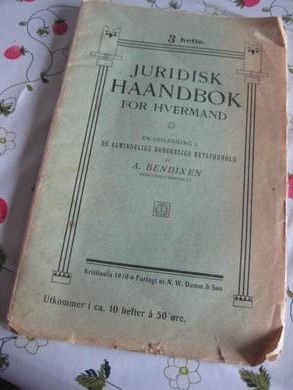 3 hefte.
JURIDISK
HAANDBOK
FOR HVERMAND
EN VEILEDNING I
DE ALMINDELIGE BORGERLIGE RETSFORHOLD
AV
A. BENDIXEN
Kristiania 1910 Forlagt av N. W. Damm & Søn
Utkommer i ca. 10 hefter à 50 øre.